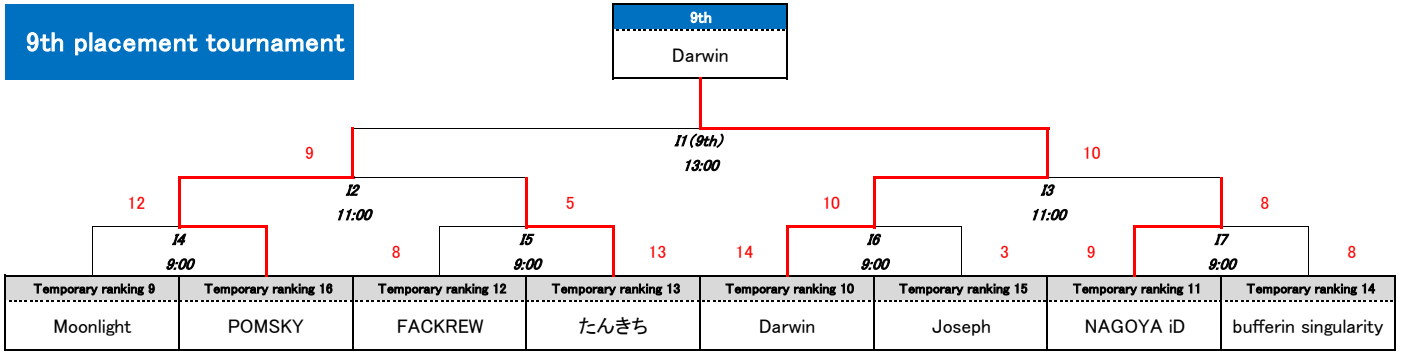 9th placement tournament
9th
Darwin
I1(9th)
13:00
9
10
I2
11:00
I3
11:00
12
5
10
8
I4
9:00
I5
9:00
I6
9:00
I7
9:00
8
13
14
3
9
8
Temporary ranking 9
Temporary ranking 16
Temporary ranking 12
Temporary ranking 13
Temporary ranking 10
Temporary ranking 15
Temporary ranking 11
Temporary ranking 14
Moonlight
POMSKY
FACKREW
たんきち
Darwin
Joseph
NAGOYA iD
bufferin singularity